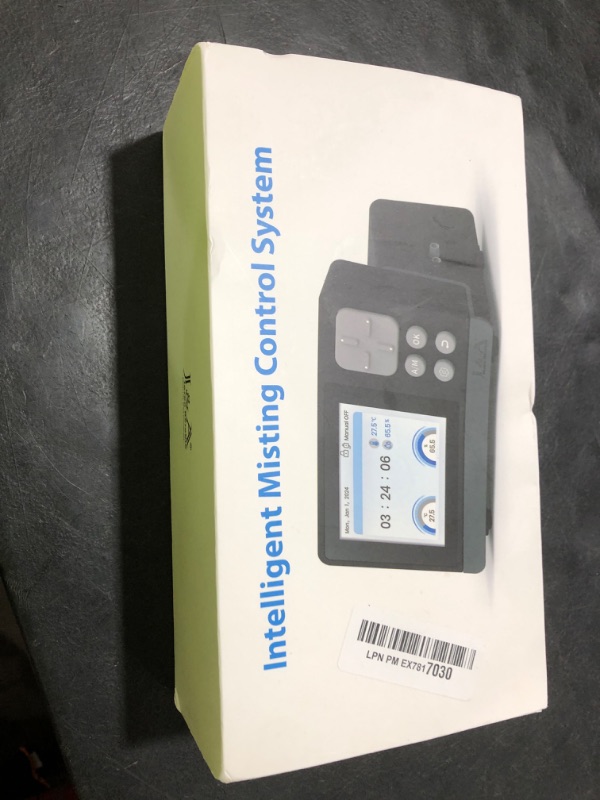 Intelligent Misting Control System
OK
A/M
Mon, Jan 1, 2024
Manual OFF
03 : 24 : 06
27.5 ℃
65.5 %
27.5
℃
65.5
%
LPN PM EX7817030